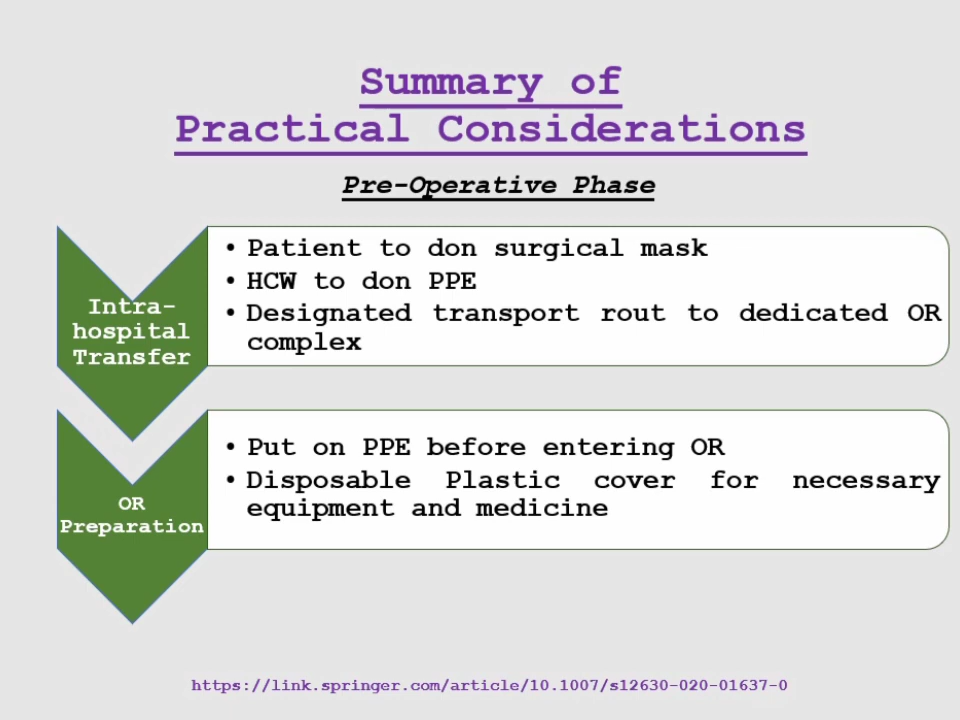 Summary of
Practical Considerations
Pre-Operative Phase
Intra-
hospital
Transfer
• Patient to don surgical mask
• HCW to don PPE
• Designated transport rout to dedicated OR
complex
OR
Preparation
• Put on PPE before entering OR
• Disposable Plastic cover for necessary
equipment and medicine
https://link.springer.com/article/10.1007/s12630-020-01637-0